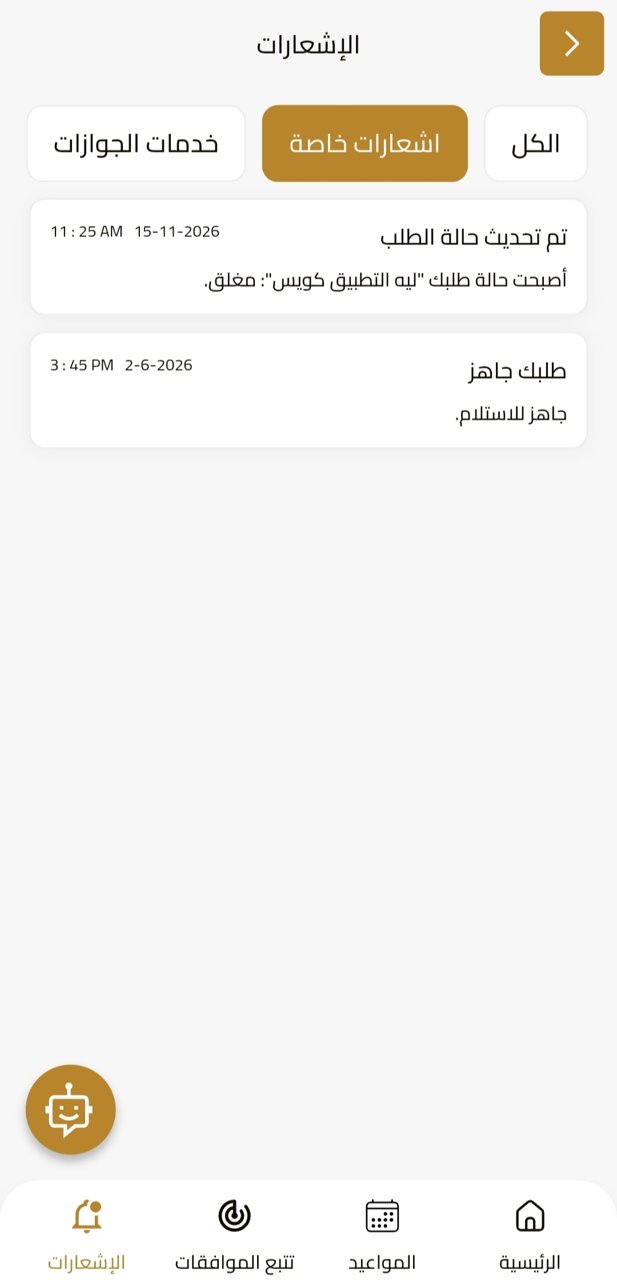 الإشعارات
الكل
اشعارات خاصة
خدمات الجوازات
تم تحديث حالة الطلب
15-11-2026 11 : 25 AM
أصبحت حالة طلبك "ليه التطبيق كويس": مغلق.
طلبك جاهز
2-6-2026 3 : 45 PM
جاهز للاستلام.
الرئيسية
المواعيد
تتبع الموافقات
الإشعارات